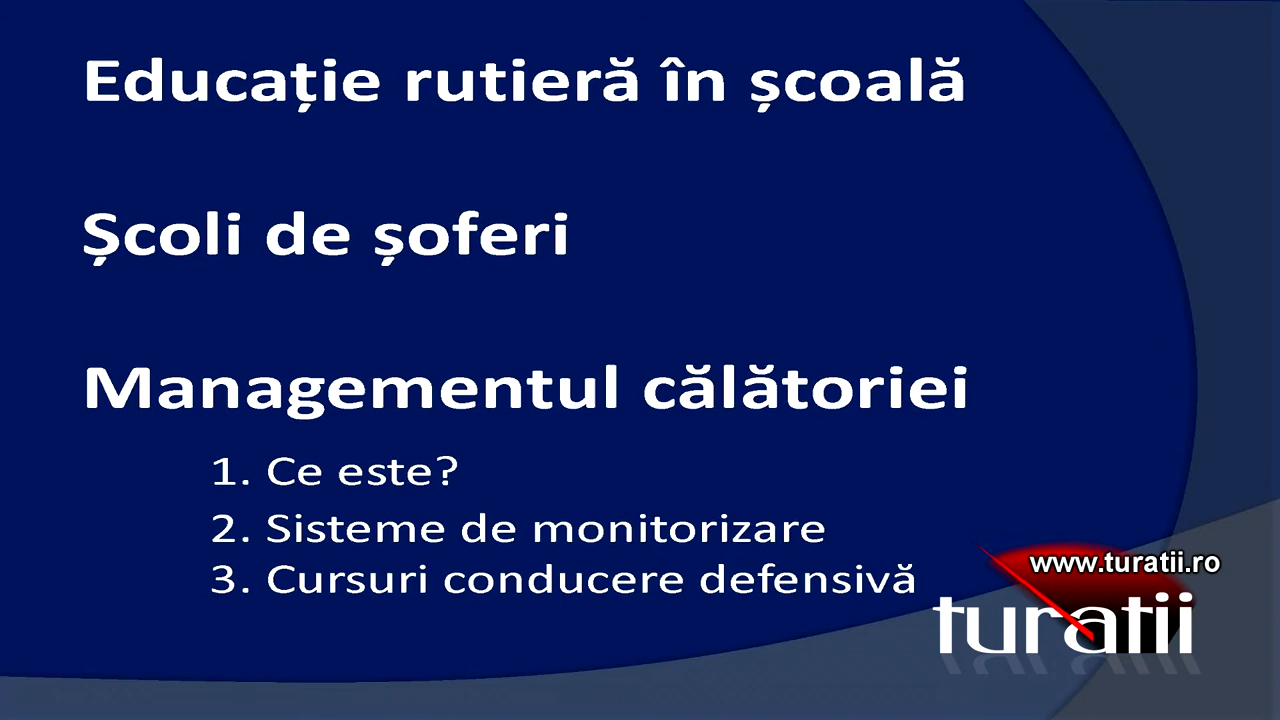 Educație rutieră în școală
Școli de șoferi
Managementul călătoriei
1. Ce este?
2. Sisteme de monitorizare
3. Cursuri conducere defensivă
www.turatii.ro
turatii